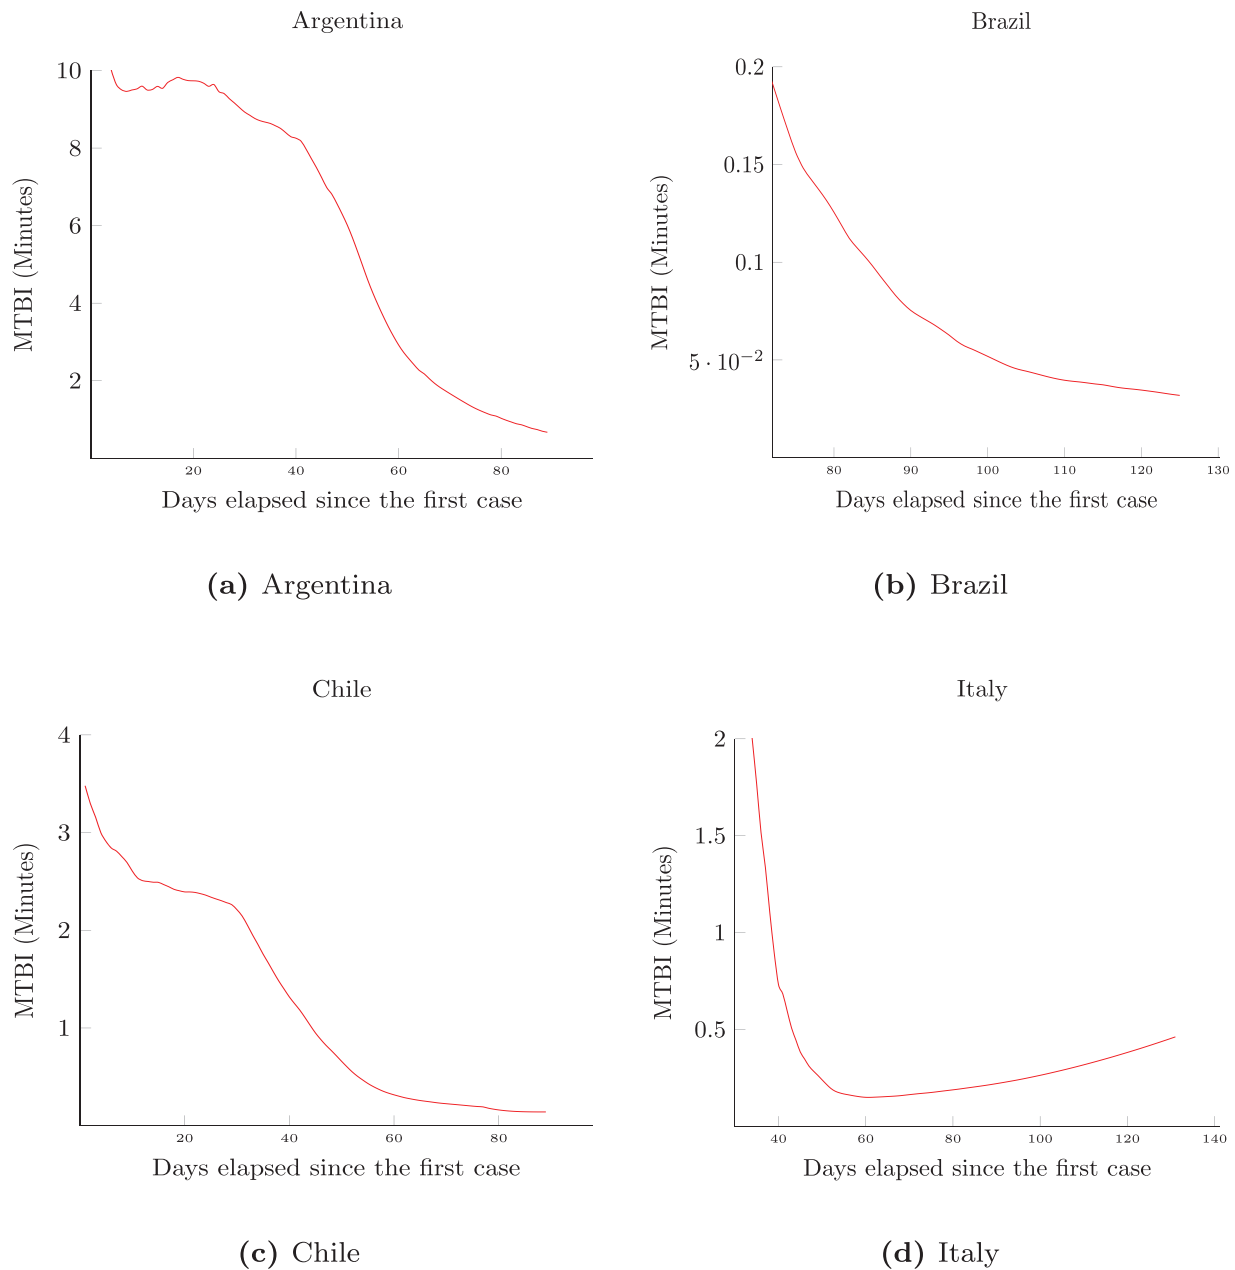 Argentina
10
8
6
4
2
MTBI (Minutes)
20 40 60 80
Days elapsed since the first case
(a) Argentina
Brazil
0.2
0.15
0.1
5 · 10⁻²
MTBI (Minutes)
80 90 100 110 120 130
Days elapsed since the first case
(b) Brazil
Chile
4
3
2
1
MTBI (Minutes)
20 40 60 80
Days elapsed since the first case
(c) Chile
Italy
2
1.5
1
0.5
MTBI (Minutes)
40 60 80 100 120 140
Days elapsed since the first case
(d) Italy